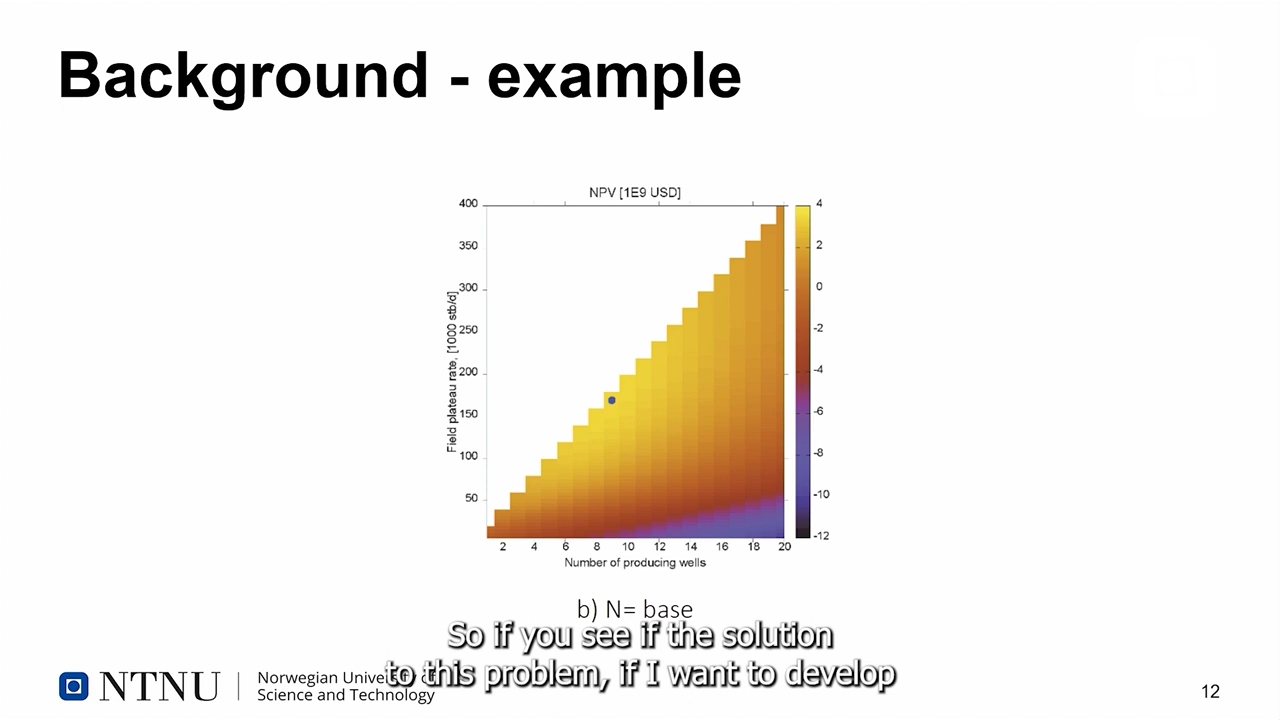 Background - example
NPV [1E9 USD]
400
350
300
250
200
150
100
50
Field plateau rate, [1000 stb/d]
2 4 6 8 10 12 14 16 18 20
Number of producing wells
4
2
0
-2
-4
-6
-8
-10
-12
b) N= base
So if you see if the solution
to this problem, if I want to develop
NTNU
Norwegian University of
Science and Technology
12